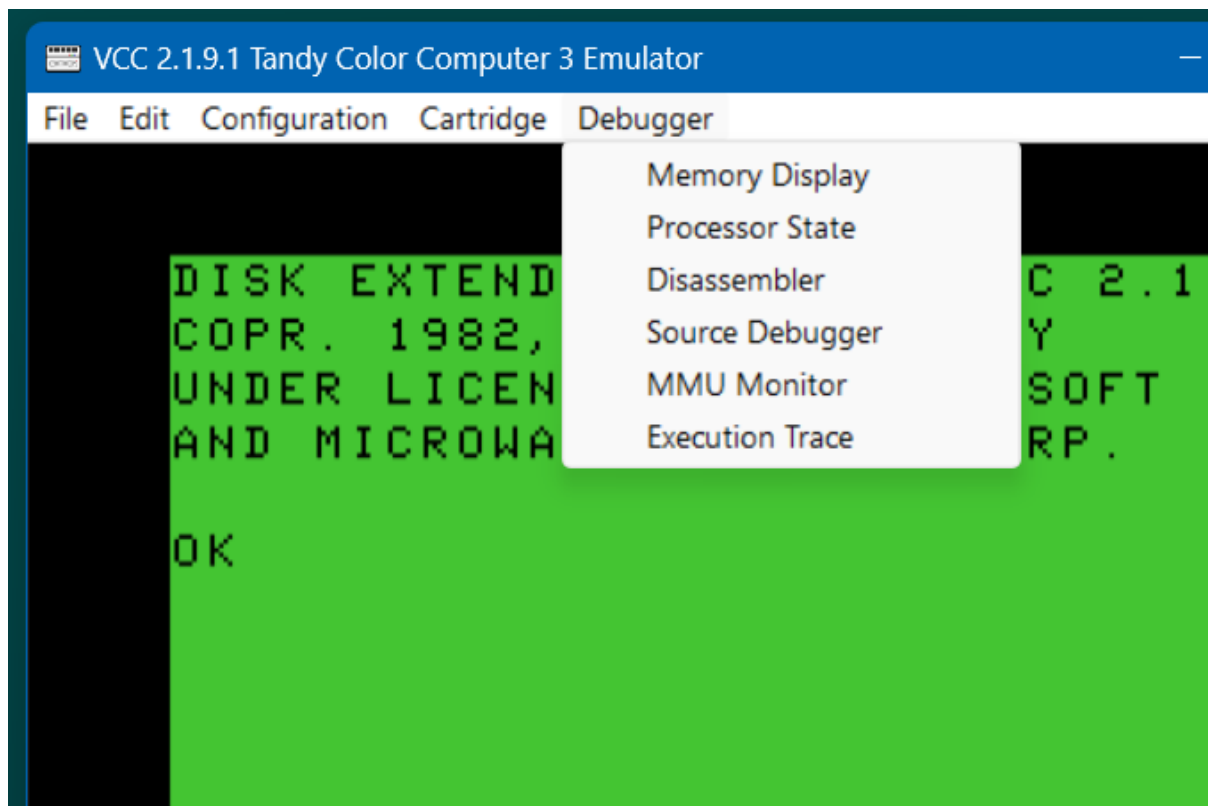 VCC 2.1.9.1 Tandy Color Computer 3 Emulator
File Edit Configuration Cartridge Debugger
Memory Display
Processor State
Disassembler
Source Debugger
MMU Monitor
Execution Trace
DISK EXTEND C 2.1
COPR. 1982, Y
UNDER LICEN SOFT
AND MICROWA RP.
OK